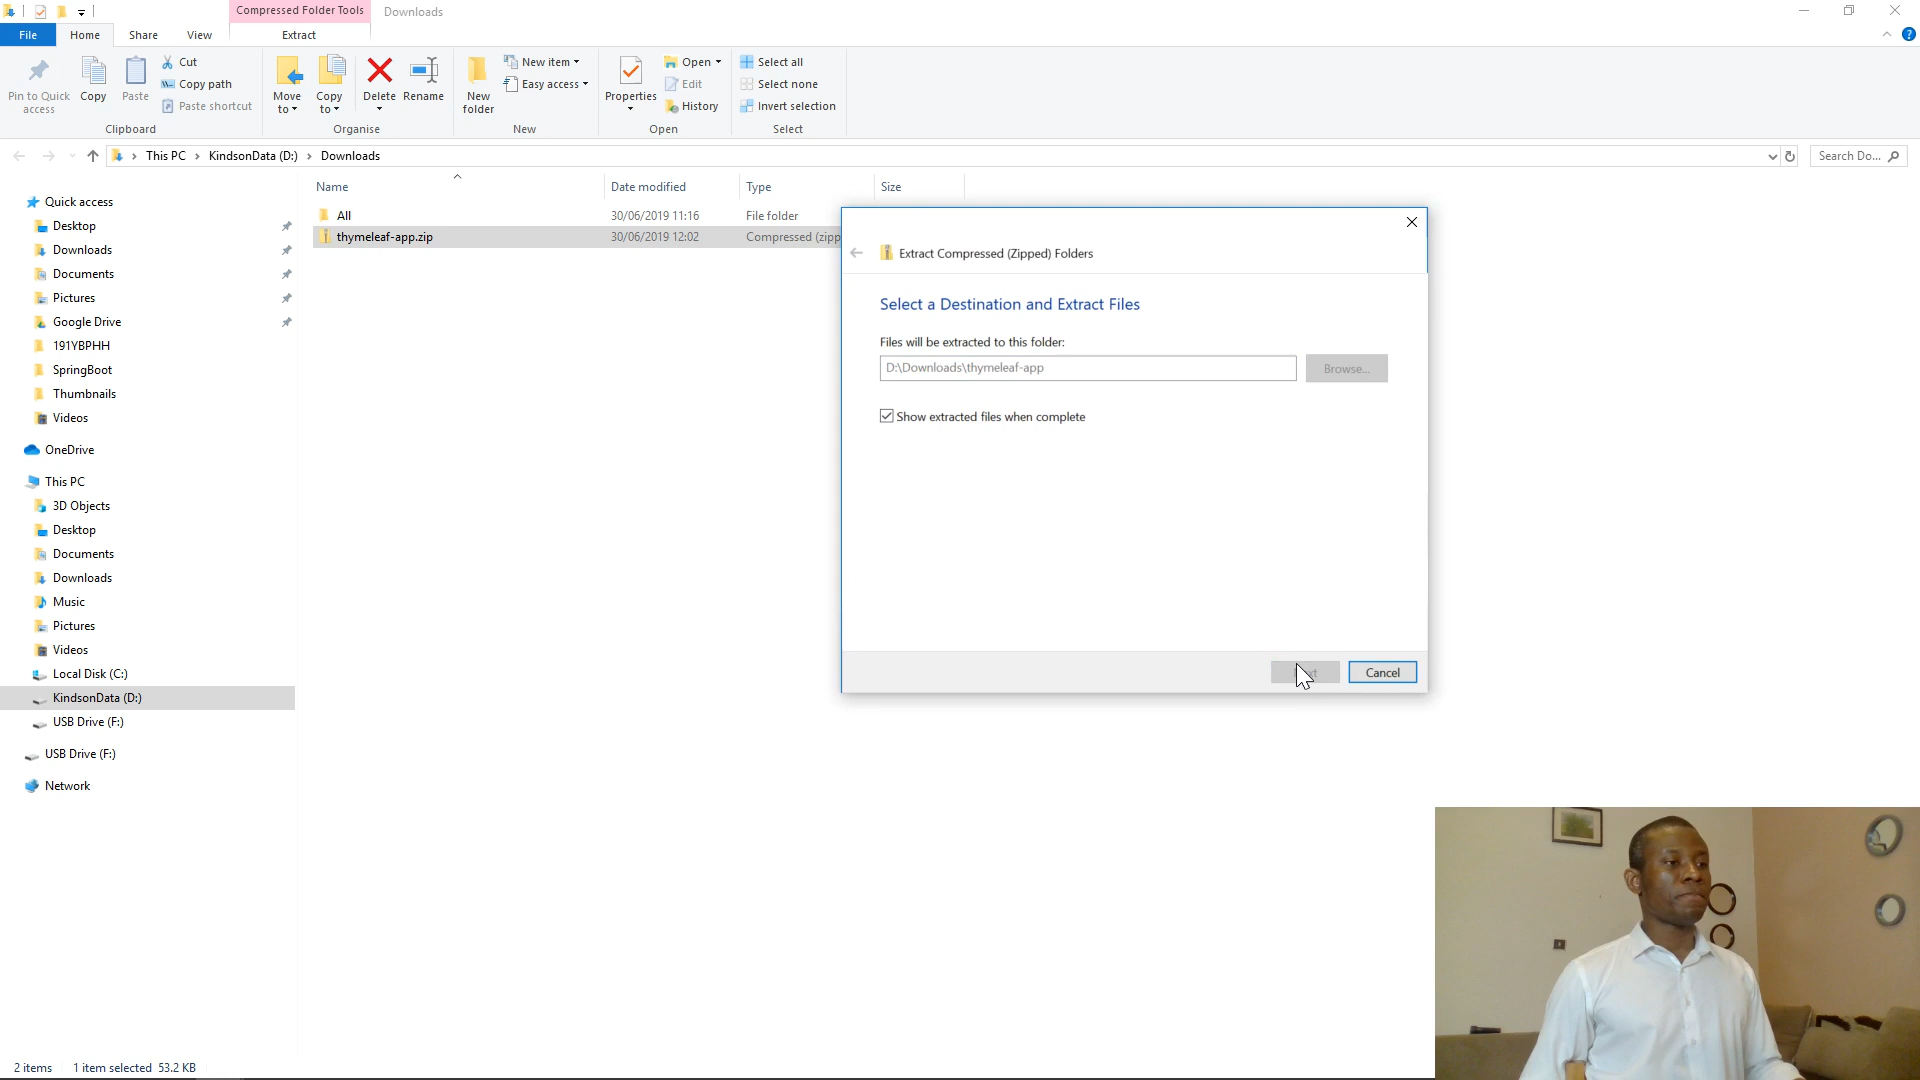 Compressed Folder Tools
Downloads
File
Home
Share
View
Extract
Pin to Quick access
Copy
Paste
Cut
Copy path
Paste shortcut
Clipboard
Move to
Copy to
Delete
Rename
Organise
New folder
New item
Easy access
New
Properties
Open
Edit
History
Open
Select all
Select none
Invert selection
Select
This PC > KindsonData (D:) > Downloads
Search Do...
Name
Date modified
Type
Size
All 30/06/2019 11:16 File folder
thymeleaf-app.zip 30/06/2019 12:02 Compressed (zipp
Quick access
Desktop
Downloads
Documents
Pictures
Google Drive
191YBPHH
SpringBoot
Thumbnails
Videos
OneDrive
This PC
3D Objects
Desktop
Documents
Downloads
Music
Pictures
Videos
Local Disk (C:)
KindsonData (D:)
USB Drive (F:)
USB Drive (F:)
Network
Extract Compressed (Zipped) Folders
Select a Destination and Extract Files
Files will be extracted to this folder:
D:\Downloads\thymeleaf-app
Browse...
Show extracted files when complete
Cancel
2 items 1 item selected 53.2 KB